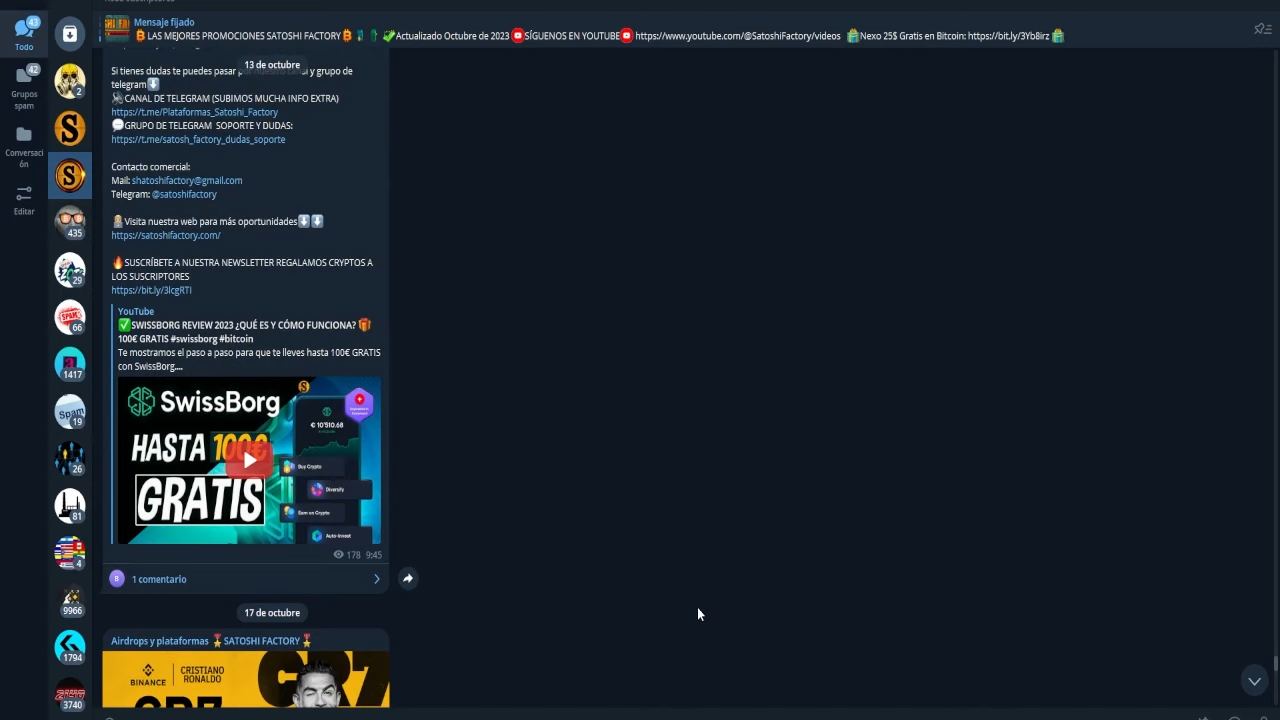 43
Todo
42
Grupos
spam
Conversaci
ón
Editar
2
435
29
66
1417
19
26
81
4
9966
1794
3740
Mensaje fijado
LAS MEJORES PROMOCIONES SATOSHI FACTORY Actualizado Octubre de 2023 SÍGUENOS EN YOUTUBE https://www.youtube.com/@SatoshiFactory/videos Nexo 25$ Gratis en Bitcoin: https://bit.ly/3Yb8irz
13 de octubre
Si tienes dudas te puedes pasar canal y grupo de
telegram
CANAL DE TELEGRAM (SUBIMOS MUCHA INFO EXTRA)
https://t.me/Plataformas_Satoshi_Factory
GRUPO DE TELEGRAM SOPORTE Y DUDAS:
https://t.me/satosh_factory_dudas_soporte
Contacto comercial:
Mail: shatoshifactory@gmail.com
Telegram: @satoshifactory
Visita nuestra web para más oportunidades
https://satoshifactory.com/
SUSCRÍBETE A NUESTRA NEWSLETTER REGALAMOS CRYPTOS A
LOS SUSCRIPTORES
https://bit.ly/3lcgRTI
YouTube
SWISSBORG REVIEW 2023 ¿QUÉ ES Y CÓMO FUNCIONA?
100€ GRATIS #swissborg #bitcoin
Te mostramos el paso a paso para que te lleves hasta 100€ GRATIS
con SwissBorg....
SwissBorg
HASTA 100€
GRATIS
€ 10'510.68
Buy Crypto
Diversify
Earn on Crypto
Auto-Invest
178 9:45
B 1 comentario
17 de octubre
Airdrops y plataformas SATOSHI FACTORY
BINANCE
CRISTIANO
RONALDO
CR7